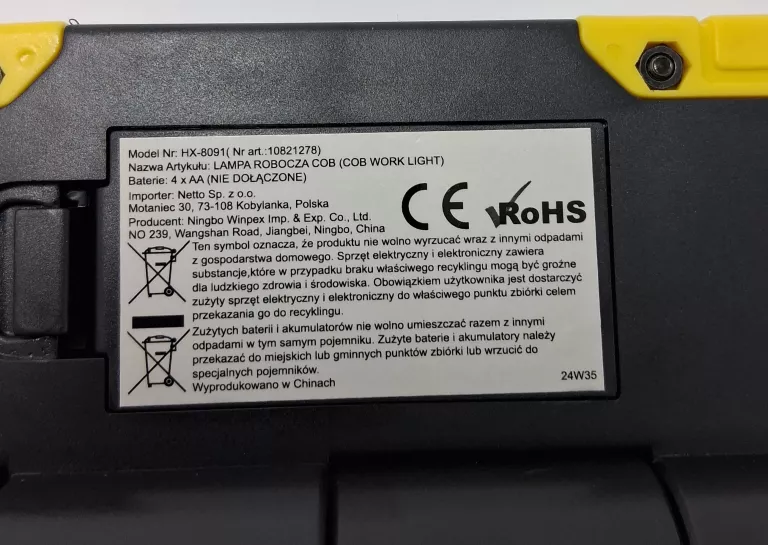 Model Nr: HX-8091( Nr art.:10821278)
Nazwa Artykułu: LAMPA ROBOCZA COB (COB WORK LIGHT)
Baterie: 4 x AA (NIE DOŁĄCZONE)
Importer: Netto Sp. z o.o.
Motaniec 30, 73-108 Kobylanka, Polska
Producent: Ningbo Winpex Imp. & Exp. Co., Ltd.
NO 239, Wangshan Road, Jiangbei, Ningbo, China
CE RoHS
Ten symbol oznacza, że produktu nie wolno wyrzucać wraz z innymi odpadami
z gospodarstwa domowego. Sprzęt elektryczny i elektroniczny zawiera
substancje,które w przypadku braku właściwego recyklingu mogą być groźne
dla ludzkiego zdrowia i środowiska. Obowiązkiem użytkownika jest dostarczyć
zużyty sprzęt elektryczny i elektroniczny do właściwego punktu zbiórki celem
przekazania go do recyklingu.
Zużytych baterii i akumulatorów nie wolno umieszczać razem z innymi
odpadami w tym samym pojemniku. Zużyte baterie i akumulatory należy
przekazać do miejskich lub gminnych punktów zbiórki lub wrzucić do
specjalnych pojemników.
Wyprodukowano w Chinach
24W35